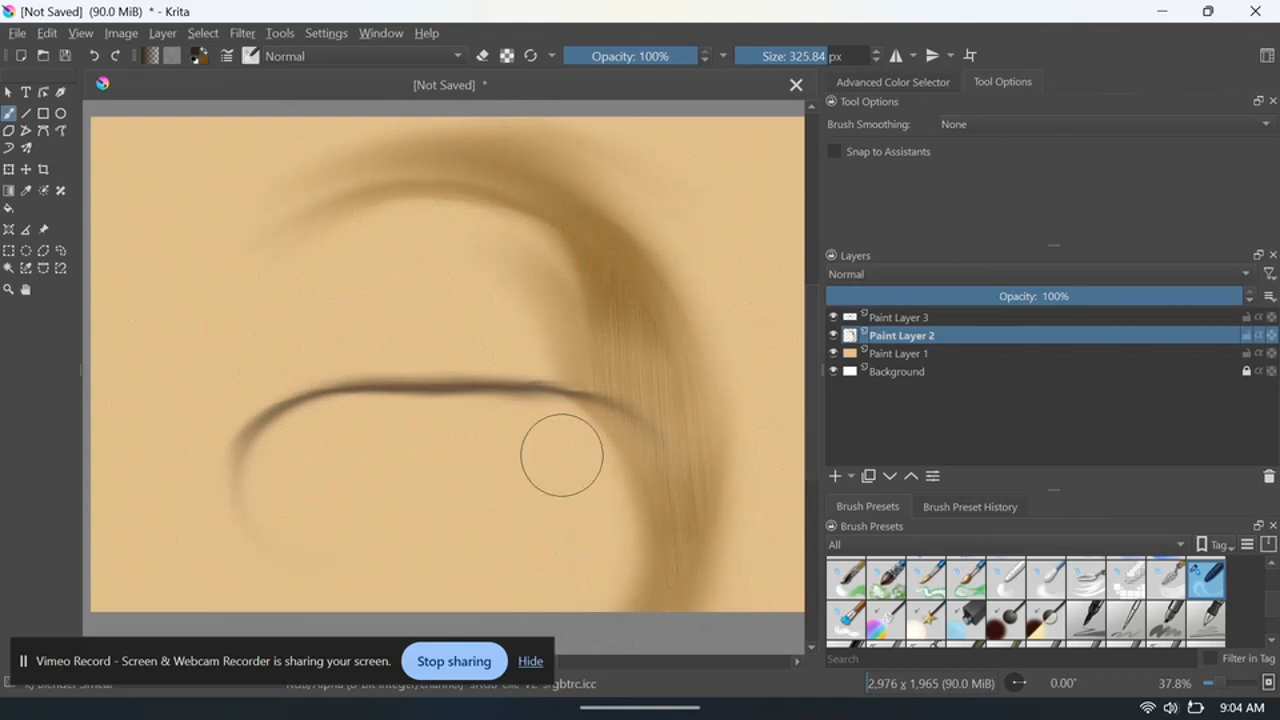 [Not Saved] (90.0 MiB) * - Krita
File Edit View Image Layer Select Filter Tools Settings Window Help
Normal Opacity: 100% Size: 325.84 px
[Not Saved] *
Advanced Color Selector Tool Options
Tool Options
Brush Smoothing: None
Snap to Assistants
Layers
Normal
Opacity: 100%
Paint Layer 3
Paint Layer 2
Paint Layer 1
Background
Brush Presets Brush Preset History
Brush Presets
All Tag
Search Filter in Tag
Vimeo Record - Screen & Webcam Recorder is sharing your screen. Stop sharing Hide
2,976 x 1,965 (90.0 MiB) 0.00° 37.8%
9:04 AM